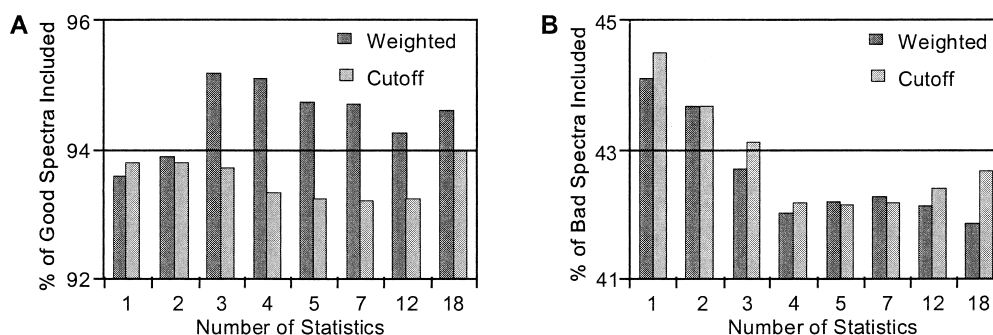 A
% of Good Spectra Included
96
94
92
Weighted
Cutoff
1 2 3 4 5 7 12 18
Number of Statistics
B
% of Bad Spectra Included
45
43
41
Weighted
Cutoff
1 2 3 4 5 7 12 18
Number of Statistics